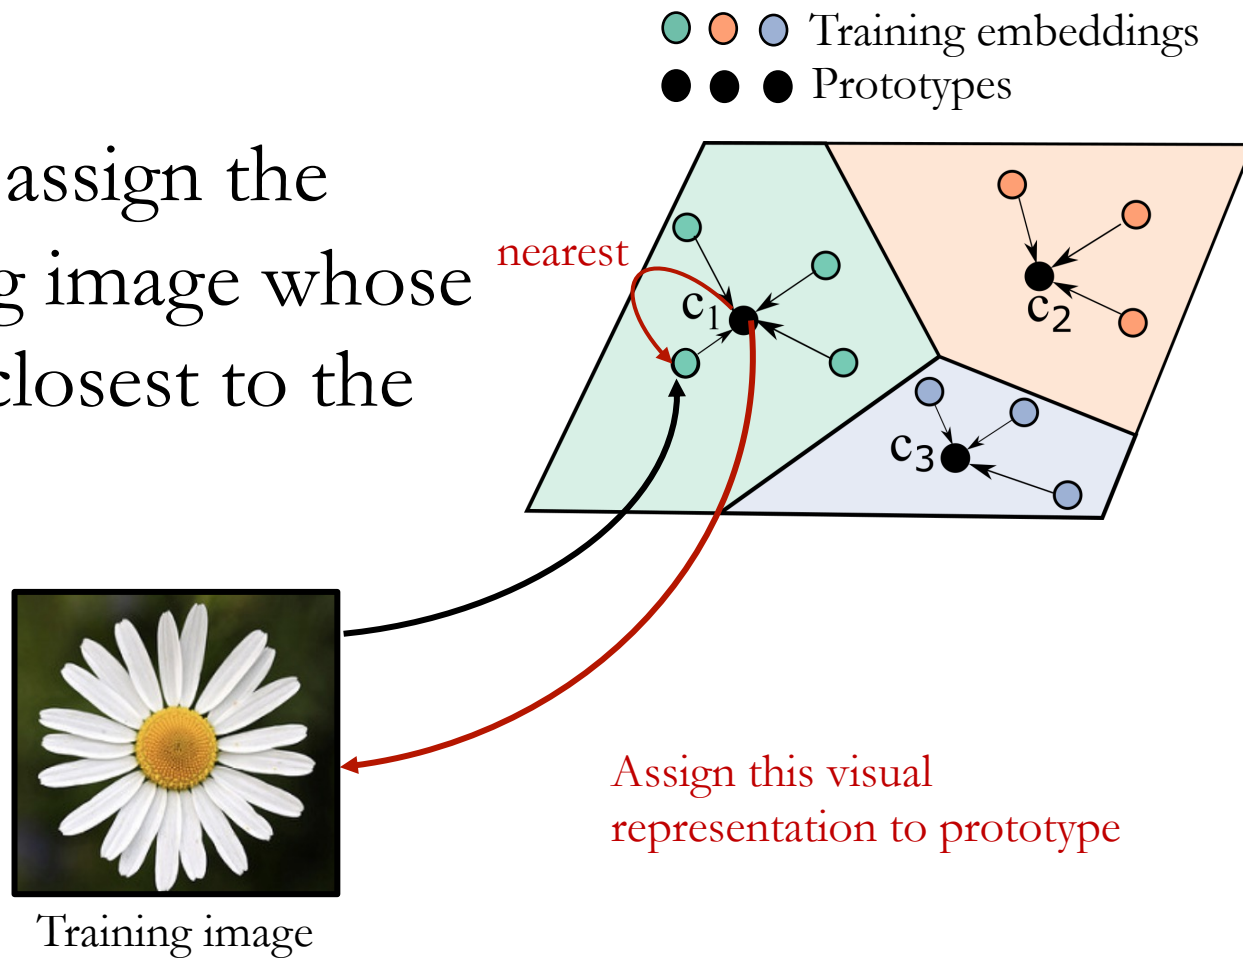 Training embeddings
Prototypes
assign the
g image whose
closest to the
nearest
c1
c2
c3
Assign this visual
representation to prototype
Training image